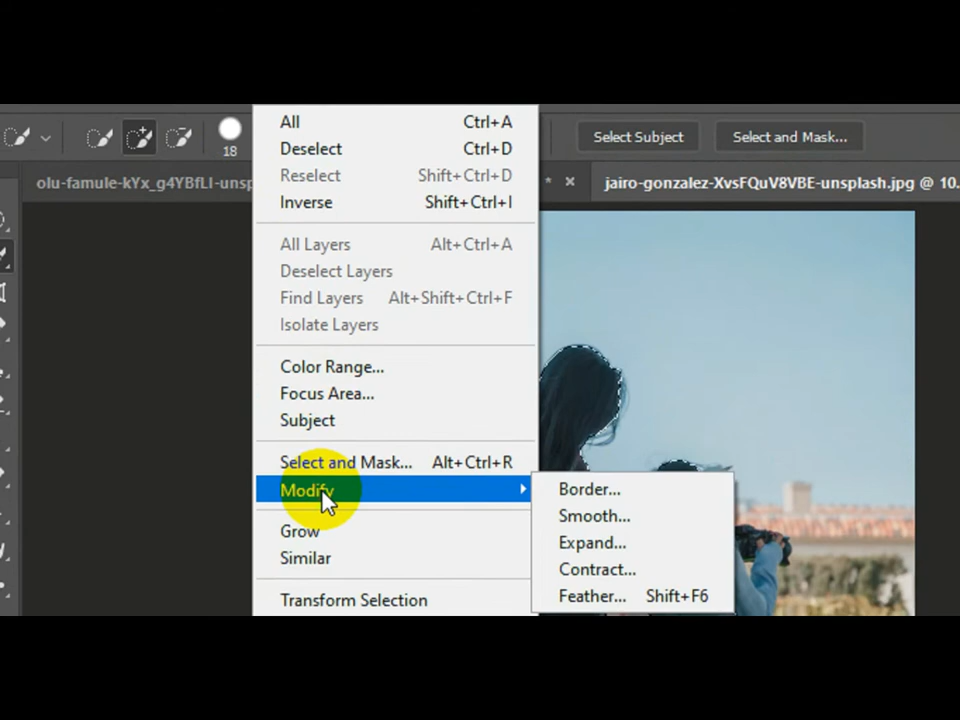 All Ctrl+A
Deselect Ctrl+D
Reselect Shift+Ctrl+D
Inverse Shift+Ctrl+I
All Layers Alt+Ctrl+A
Deselect Layers
Find Layers Alt+Shift+Ctrl+F
Isolate Layers
Color Range...
Focus Area...
Subject
Select and Mask... Alt+Ctrl+R
Modify
Grow
Similar
Transform Selection
Border...
Smooth...
Expand...
Contract...
Feather... Shift+F6
18
Select Subject Select and Mask...
olu-famule-kYx_g4YBfLI-unsp
* × jairo-gonzalez-XvsFQuV8VBE-unsplash.jpg @ 10.